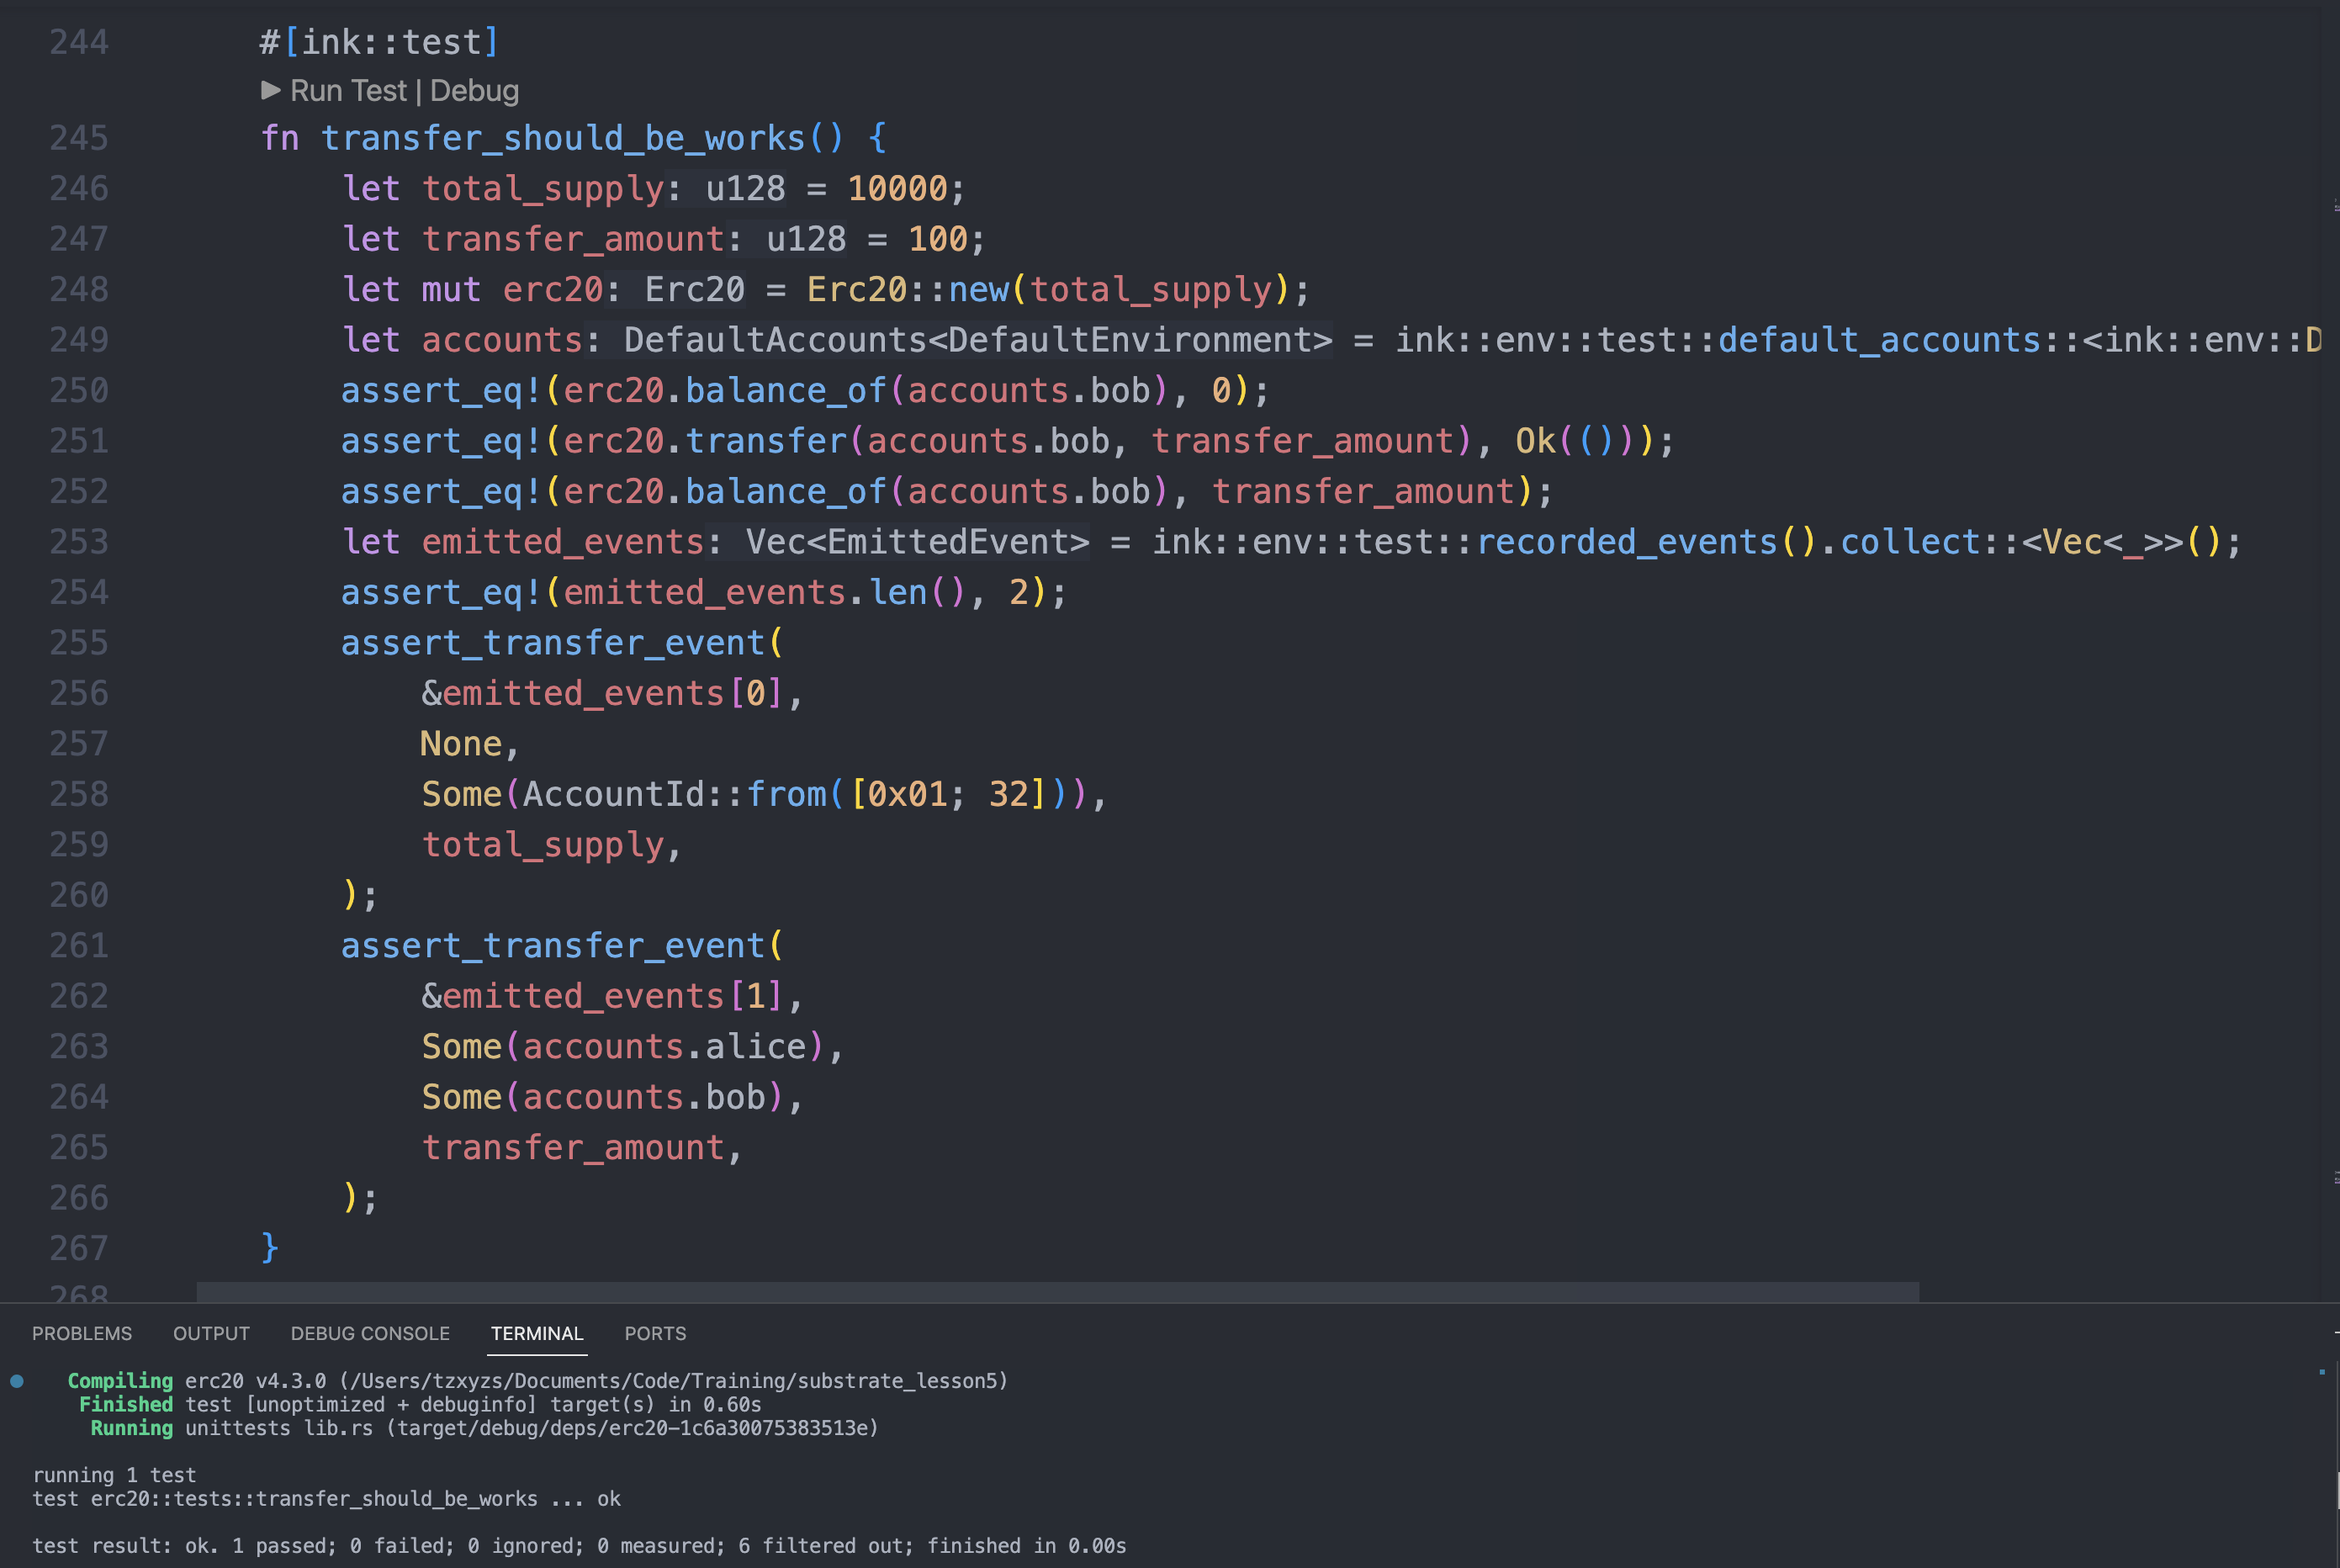 244 #[ink::test]
▶ Run Test | Debug
245 fn transfer_should_be_works() {
246 let total_supply: u128 = 10000;
247 let transfer_amount: u128 = 100;
248 let mut erc20: Erc20 = Erc20::new(total_supply);
249 let accounts: DefaultAccounts<DefaultEnvironment> = ink::env::test::default_accounts::<ink::env::D
250 assert_eq!(erc20.balance_of(accounts.bob), 0);
251 assert_eq!(erc20.transfer(accounts.bob, transfer_amount), Ok(()));
252 assert_eq!(erc20.balance_of(accounts.bob), transfer_amount);
253 let emitted_events: Vec<EmittedEvent> = ink::env::test::recorded_events().collect::<Vec<_>>();
254 assert_eq!(emitted_events.len(), 2);
255 assert_transfer_event(
256 &emitted_events[0],
257 None,
258 Some(AccountId::from([0x01; 32])),
259 total_supply,
260 );
261 assert_transfer_event(
262 &emitted_events[1],
263 Some(accounts.alice),
264 Some(accounts.bob),
265 transfer_amount,
266 );
267 }
268
PROBLEMS OUTPUT DEBUG CONSOLE TERMINAL PORTS
Compiling erc20 v4.3.0 (/Users/tzxyzs/Documents/Code/Training/substrate_lesson5)
Finished test [unoptimized + debuginfo] target(s) in 0.60s
Running unittests lib.rs (target/debug/deps/erc20-1c6a30075383513e)
running 1 test
test erc20::tests::transfer_should_be_works ... ok
test result: ok. 1 passed; 0 failed; 0 ignored; 0 measured; 6 filtered out; finished in 0.00s